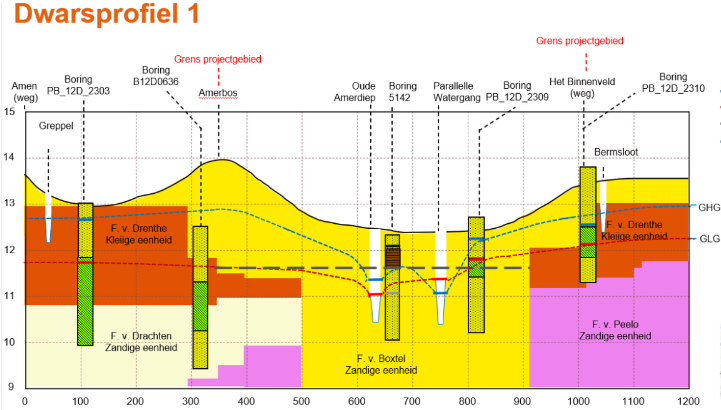 Dwarsprofiel 1
Grens projectgebied
Grens projectgebied
Amen
(weg)
Boring
PB_12D_2303
Boring
B12D0636
Amerbos
Oude
Amerdiep
Boring
5142
Parallelle
Watergang
Boring
PB_12D_2309
Het Binnenveld
(weg)
Boring
PB_12D_2310
Greppel
Bermsloot
15
14
13
12
11
10
9
F. v. Drenthe
Kleiige eenheid
F. v. Drenthe
Kleiige eenheid
GHG
GLG
F. v. Drachten
Zandige eenheid
F. v. Boxtel
Zandige eenheid
F. v. Peelo
Zandige eenheid
0 100 200 300 400 500 600 700 800 900 1000 1100 1200